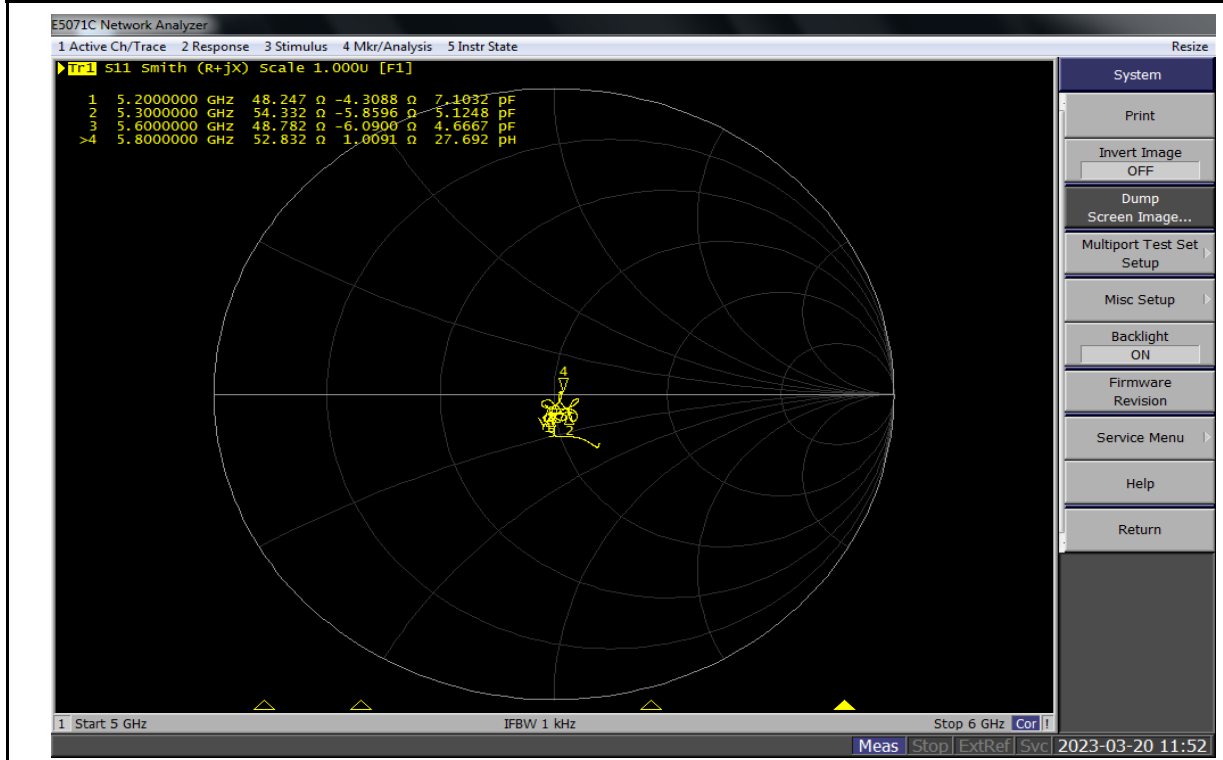 E5071C Network Analyzer
1 Active Ch/Trace 2 Response 3 Stimulus 4 Mkr/Analysis 5 Instr State Resize
Tr1 S11 Smith (R+jX) Scale 1.000U [F1]
1 5.2000000 GHz 48.247 Ω -4.3088 Ω 7.1032 pF
2 5.3000000 GHz 54.332 Ω -5.8596 Ω 5.1248 pF
3 5.6000000 GHz 48.782 Ω -6.0900 Ω 4.6667 pF
>4 5.8000000 GHz 52.832 Ω 1.0091 Ω 27.692 pH
4
2
System
Print
Invert Image
OFF
Dump
Screen Image...
Multiport Test Set
Setup
Misc Setup
Backlight
ON
Firmware
Revision
Service Menu
Help
Return
1 Start 5 GHz IFBW 1 kHz Stop 6 GHz Cor !
Meas Stop ExtRef Svc 2023-03-20 11:52